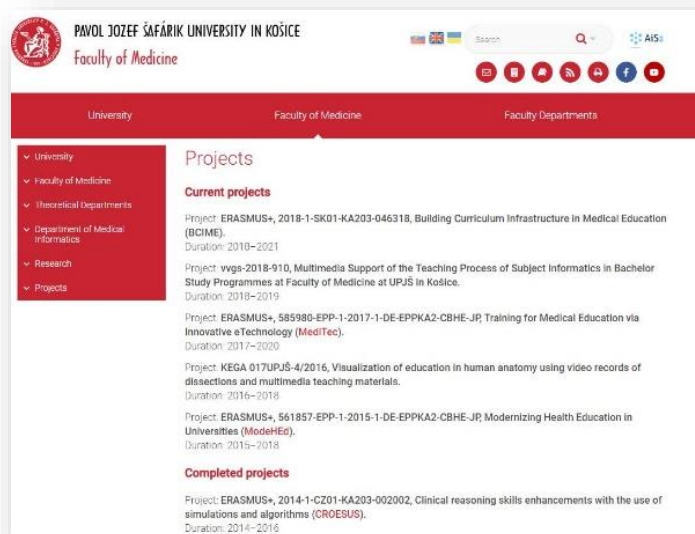 PAVOL JOZEF ŠAFÁRIK UNIVERSITY IN KOŠICE
Faculty of Medicine
Search
AiS2
University
Faculty of Medicine
Faculty Departments
University
Faculty of Medicine
Theoretical Departments
Department of Medical
Informatics
Research
Projects
Projects
Current projects
Project: ERASMUS+, 2018-1-SK01-KA203-046318, Building Curriculum Infrastructure in Medical Education
(BCIME).
Duration: 2018–2021
Project: vvgs-2018-910, Multimedia Support of the Teaching Process of Subject Informatics in Bachelor
Study Programmes at Faculty of Medicine at UPJŠ in Košice.
Duration: 2018–2019
Project: ERASMUS+, 585980-EPP-1-2017-1-DE-EPPKA2-CBHE-JP, Training for Medical Education via
Innovative eTechnology (MediTec).
Duration: 2017–2020
Project: KEGA 017UPJŠ-4/2016, Visualization of education in human anatomy using video records of
dissections and multimedia teaching materials.
Duration: 2016–2018
Project: ERASMUS+, 561857-EPP-1-2015-1-DE-EPPKA2-CBHE-JP, Modernizing Health Education in
Universities (ModeHEd).
Duration: 2015–2018
Completed projects
Project: ERASMUS+, 2014-1-CZ01-KA203-002002, Clinical reasoning skills enhancements with the use of
simulations and algorithms (CROESUS).
Duration: 2014–2016